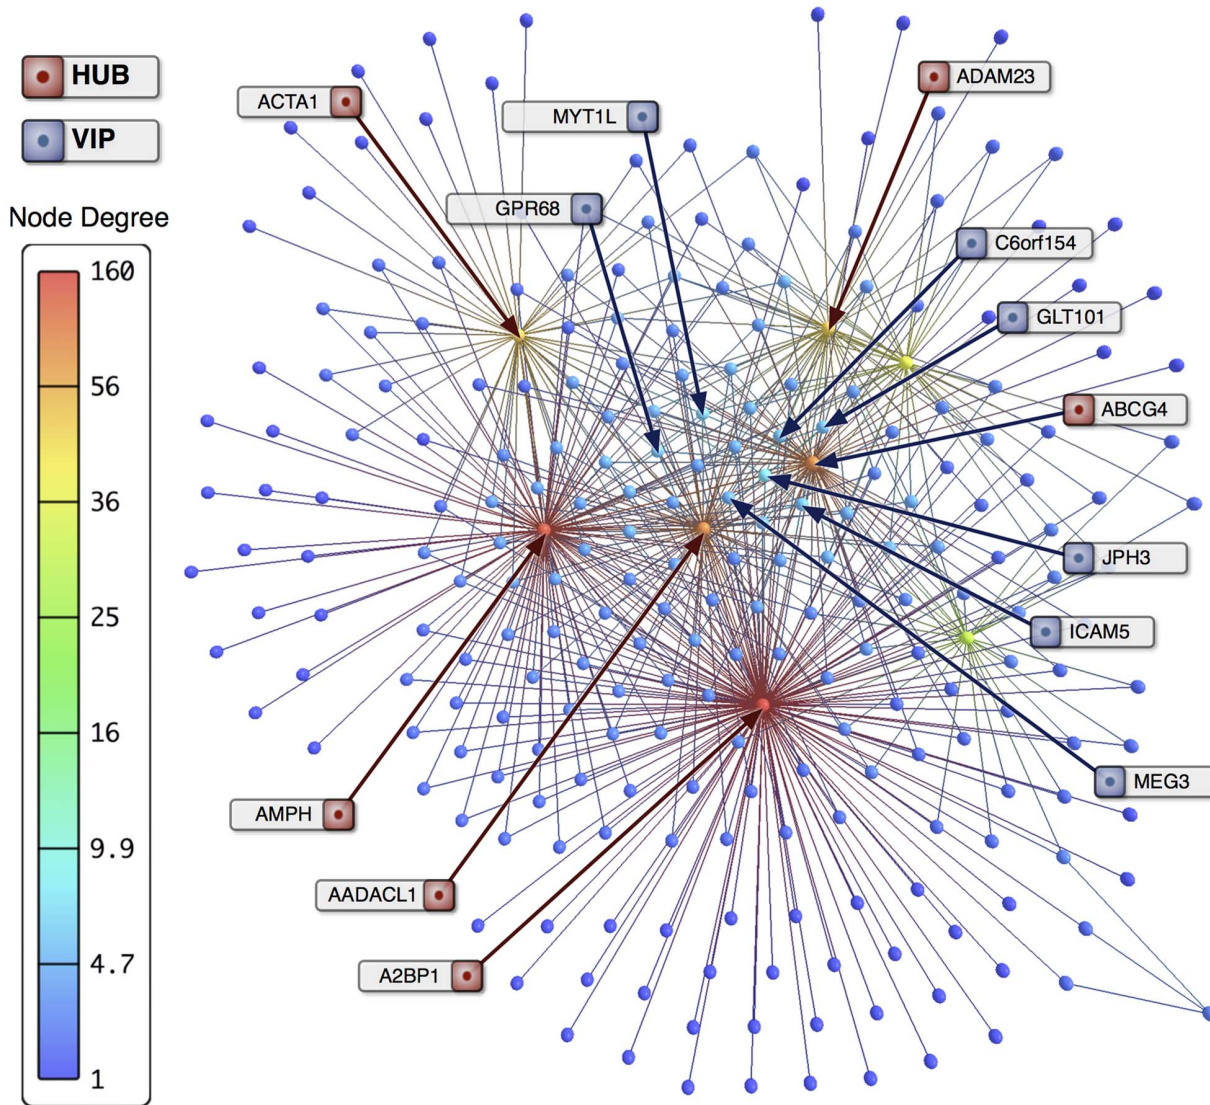 HUB
VIP
Node Degree
160
56
36
25
16
9.9
4.7
1
ACTA1
MYT1L
ADAM23
GPR68
C6orf154
GLT101
ABCG4
JPH3
ICAM5
MEG3
AMPH
AADACL1
A2BP1